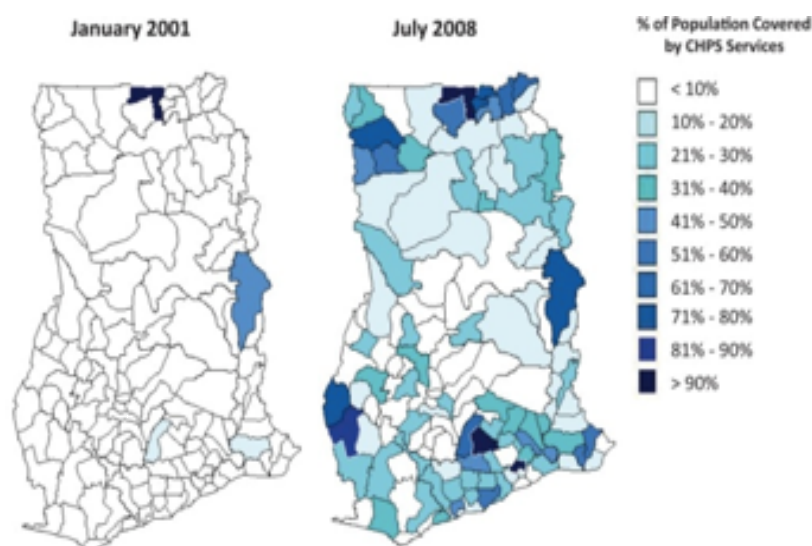 January 2001
July 2008
% of Population Covered
by CHPS Services
< 10%
10% - 20%
21% - 30%
31% - 40%
41% - 50%
51% - 60%
61% - 70%
71% - 80%
81% - 90%
> 90%